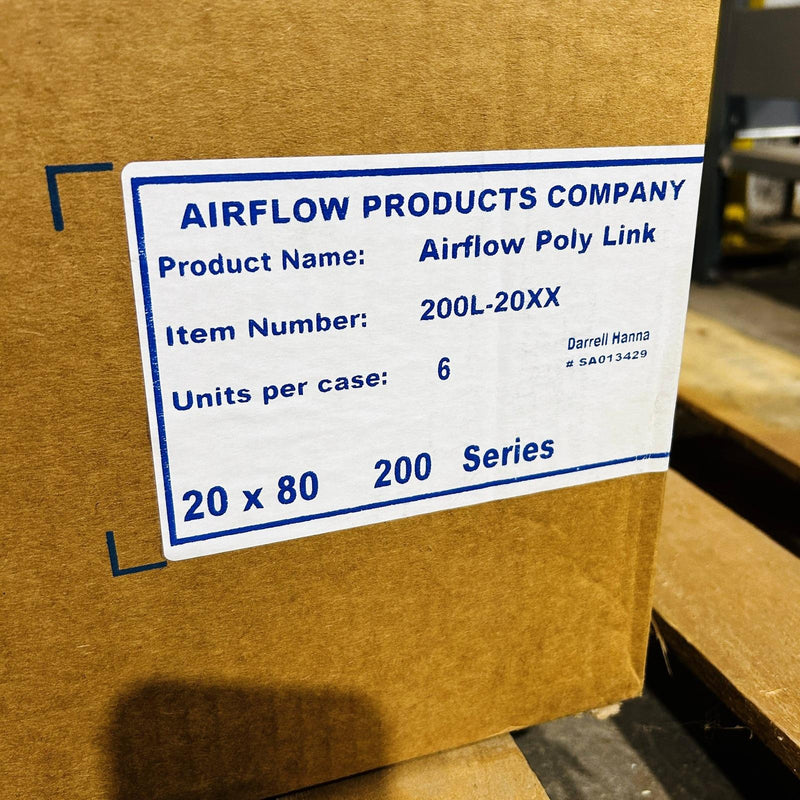 AIRFLOW PRODUCTS COMPANY
Product Name: Airflow Poly Link
Item Number: 200L-20XX
Darrell Hanna
# SA013429
Units per case: 6
20 x 80 200 Series